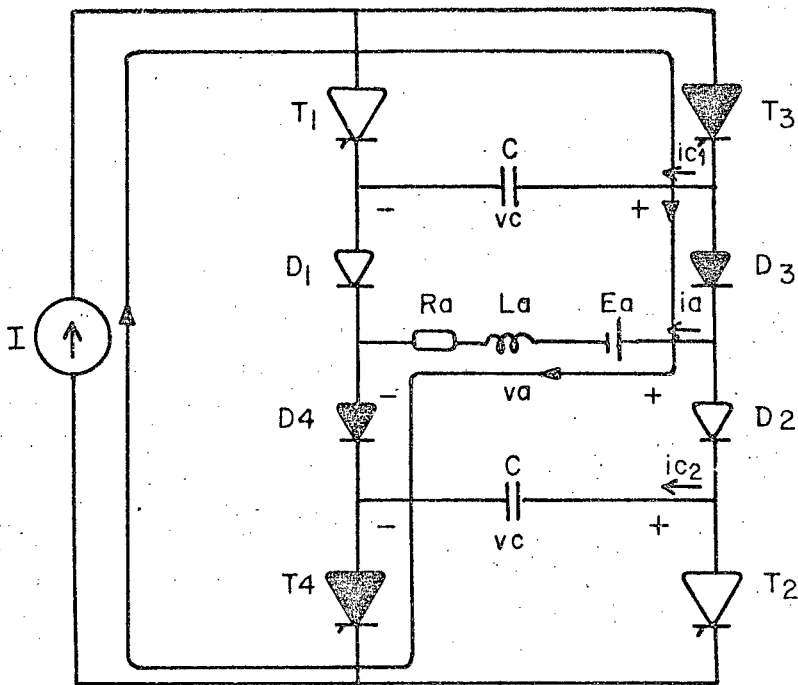 T1
T3
C
ic1
- +
vc
D1
D3
Ra La Ea ia
I
- va +
D4
D2
C
ic2
- +
vc
T4
T2